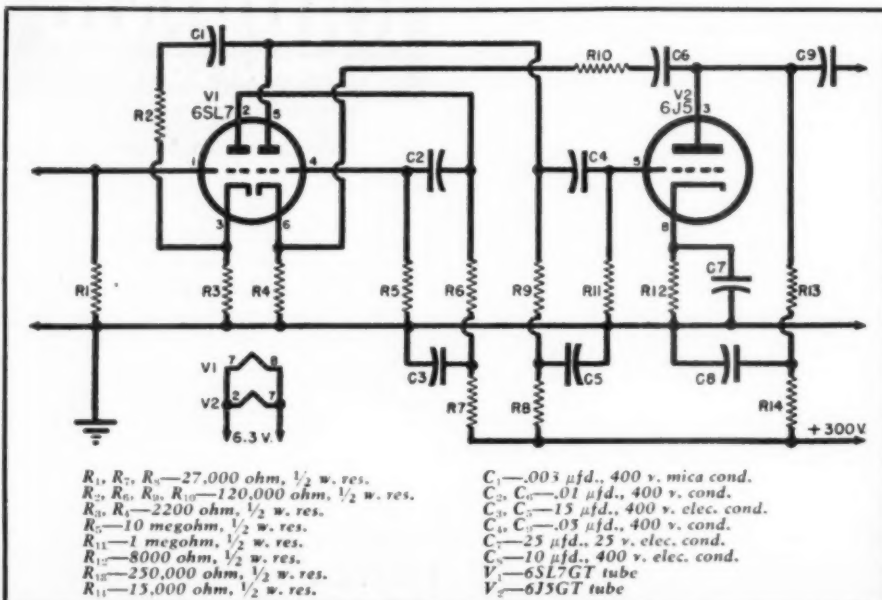 C1
R10
C6
C9
R2
V1
6SL7
2
5
V2
6J5
3
1
4
C2
C4
5
3
6
8
C7
R1
R3
R4
R5
R6
R9
R11
R12
R13
V1
7
8
C3
C5
C8
V2
2
7
R7
R8
R14
6.3 V.
+300V.
R₁, R₇, R₈—27,000 ohm, ½ w. res.
R₂, R₆, R₉, R₁₀—120,000 ohm, ½ w. res.
R₃, R₄—2200 ohm, ½ w. res.
R₅—10 megohm, ½ w. res.
R₁₁—1 megohm, ½ w. res.
R₁₂—8000 ohm, ½ w. res.
R₁₃—250,000 ohm, ½ w. res.
R₁₄—15,000 ohm, ½ w. res.
C₁—.003 µfd., 400 v. mica cond.
C₂, C₆—.01 µfd., 400 v. cond.
C₃, C₅—15 µfd., 400 v. elec. cond.
C₄, C₉—.05 µfd., 400 v. cond.
C₇—25 µfd., 25 v. elec. cond.
C₈—10 µfd., 400 v. elec. cond.
V₁—6SL7GT tube
V₂—6J5GT tube